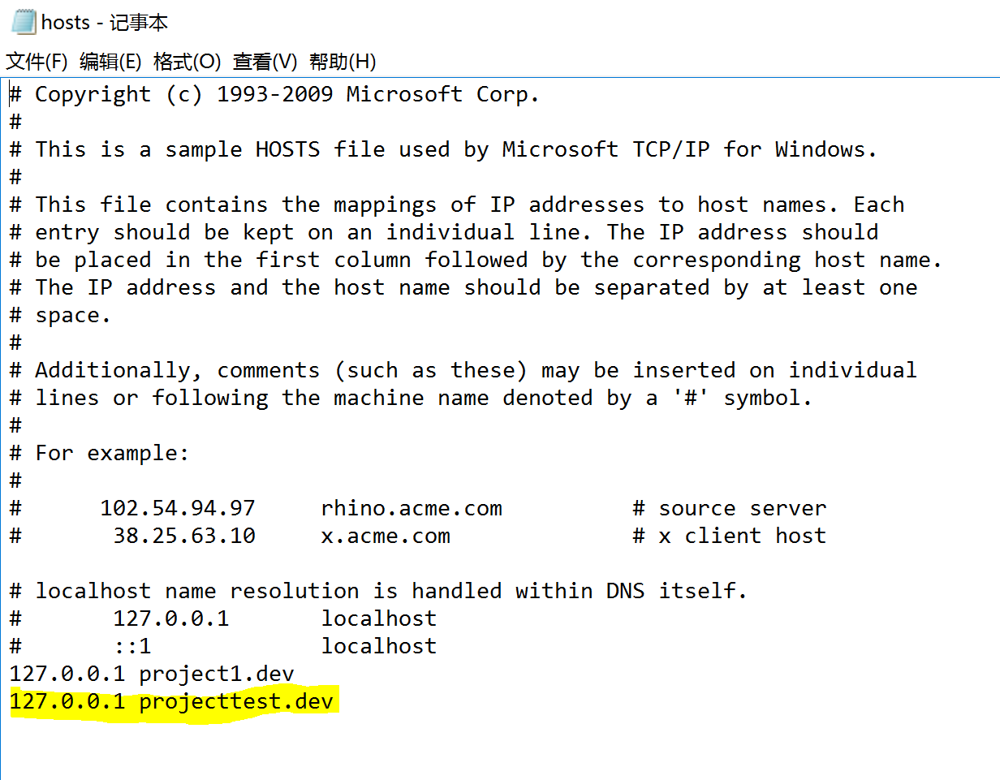 hosts - 记事本
文件(F) 编辑(E) 格式(O) 查看(V) 帮助(H)
# Copyright (c) 1993-2009 Microsoft Corp.
#
# This is a sample HOSTS file used by Microsoft TCP/IP for Windows.
#
# This file contains the mappings of IP addresses to host names. Each
# entry should be kept on an individual line. The IP address should
# be placed in the first column followed by the corresponding host name.
# The IP address and the host name should be separated by at least one
# space.
#
# Additionally, comments (such as these) may be inserted on individual
# lines or following the machine name denoted by a '#' symbol.
#
# For example:
#
#      102.54.94.97     rhino.acme.com          # source server
#       38.25.63.10     x.acme.com              # x client host

# localhost name resolution is handled within DNS itself.
#       127.0.0.1       localhost
#       ::1             localhost
127.0.0.1 project1.dev
127.0.0.1 projecttest.dev